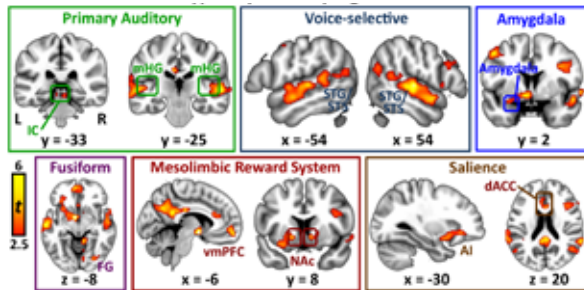 Primary Auditory
mHG mHG
IC
L R
y = -33 y = -25
Voice-selective
STG/ STS
STG/ STS
x = -54 x = 54
Amygdala
Amygdala
y = 2
6
t
2.5
Fusiform
FG
z = -8
Mesolimbic Reward System
vmPFC
NAc
x = -6 y = 8
Salience
dACC
AI
x = -30 z = 20